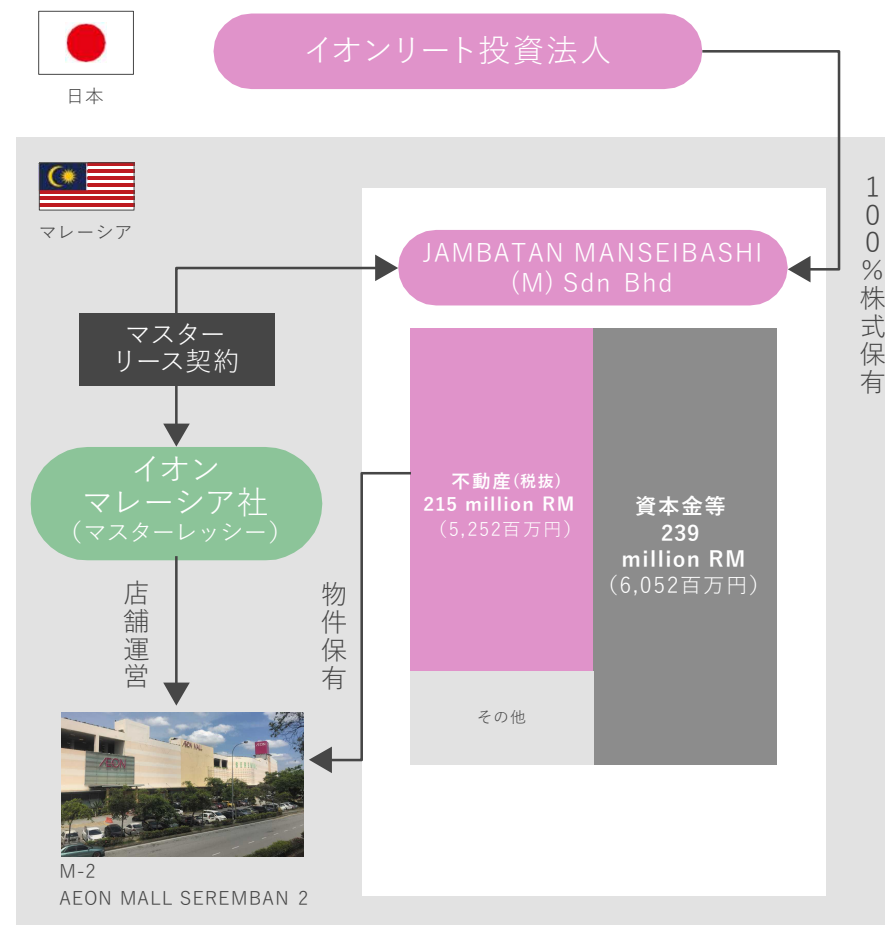 イオンリート投資法人
日本
マレーシア
100%株式保有
JAMBATAN MANSEIBASHI
(M) Sdn Bhd
マスター
リース契約
イオン
マレーシア社
(マスターレッシー)
不動産(税抜)
215 million RM
(5,252百万円)
資本金等
239
million RM
(6,052百万円)
その他
店舗運営
物件保有
AEON
AEON MALL
M-2
AEON MALL SEREMBAN 2